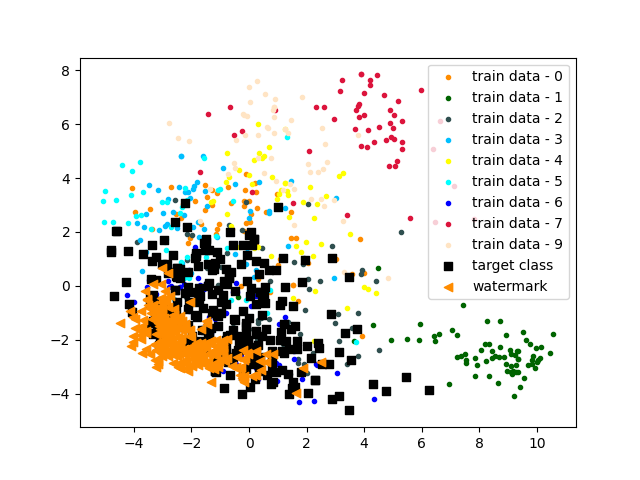 8
6
4
2
0
−2
−4
−4
−2
0
2
4
6
8
10
train data - 0
train data - 1
train data - 2
train data - 3
train data - 4
train data - 5
train data - 6
train data - 7
train data - 9
target class
watermark